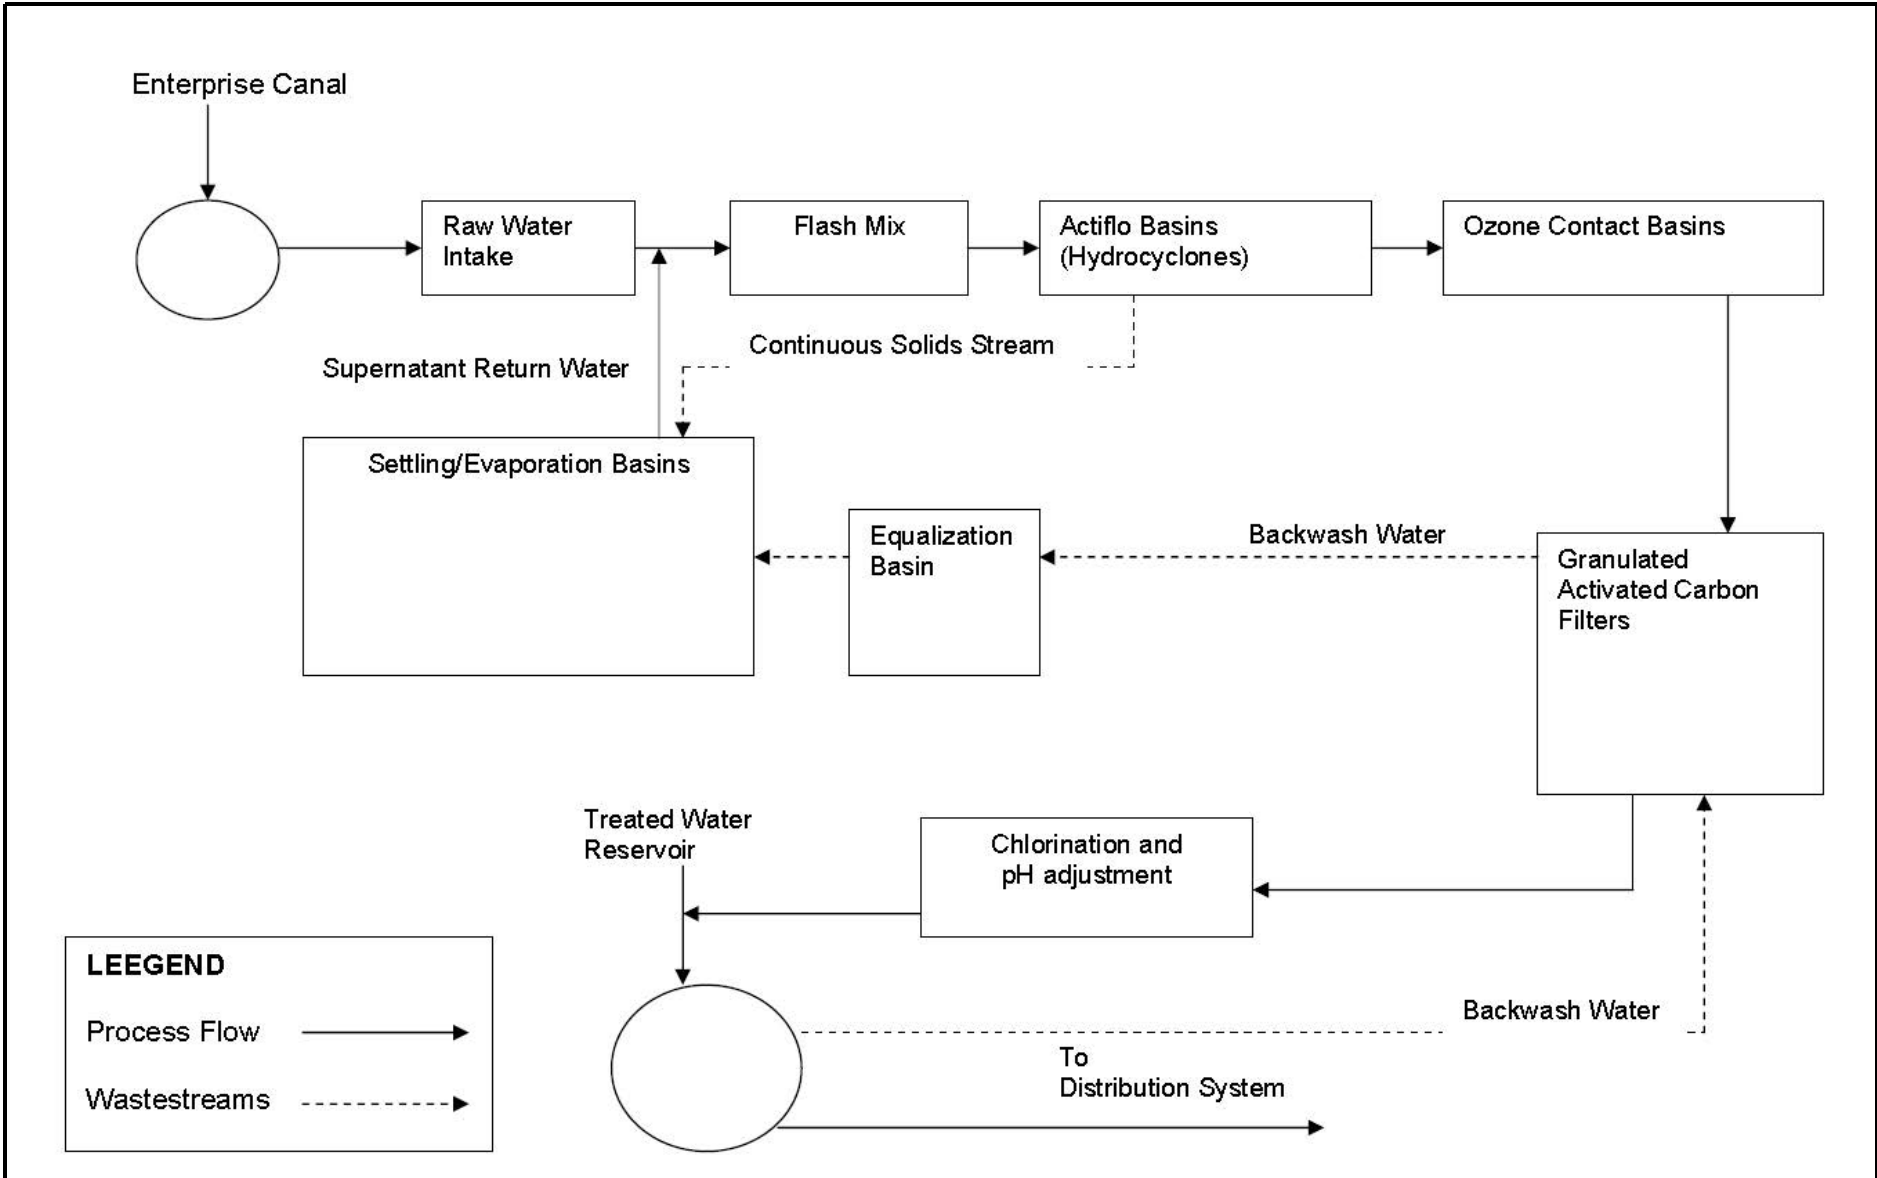 Enterprise Canal
Raw Water
Intake
Flash Mix
Actiflo Basins
(Hydrocyclones)
Ozone Contact Basins
Continuous Solids Stream
Supernatant Return Water
Settling/Evaporation Basins
Equalization
Basin
Backwash Water
Granulated
Activated Carbon
Filters
Treated Water
Reservoir
Chlorination and
pH adjustment
LEEGEND
Process Flow
Wastestreams
Backwash Water
To
Distribution System